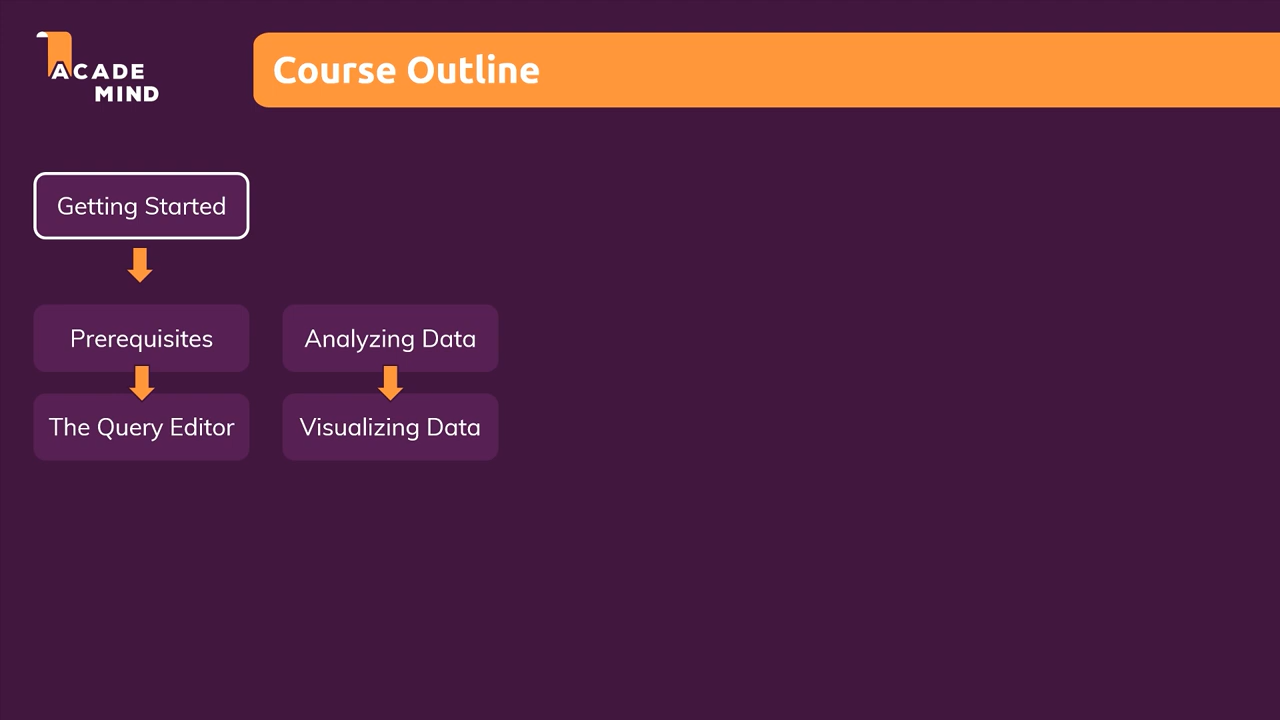 ACADE
MIND
Course Outline
Getting Started
Prerequisites
The Query Editor
Analyzing Data
Visualizing Data